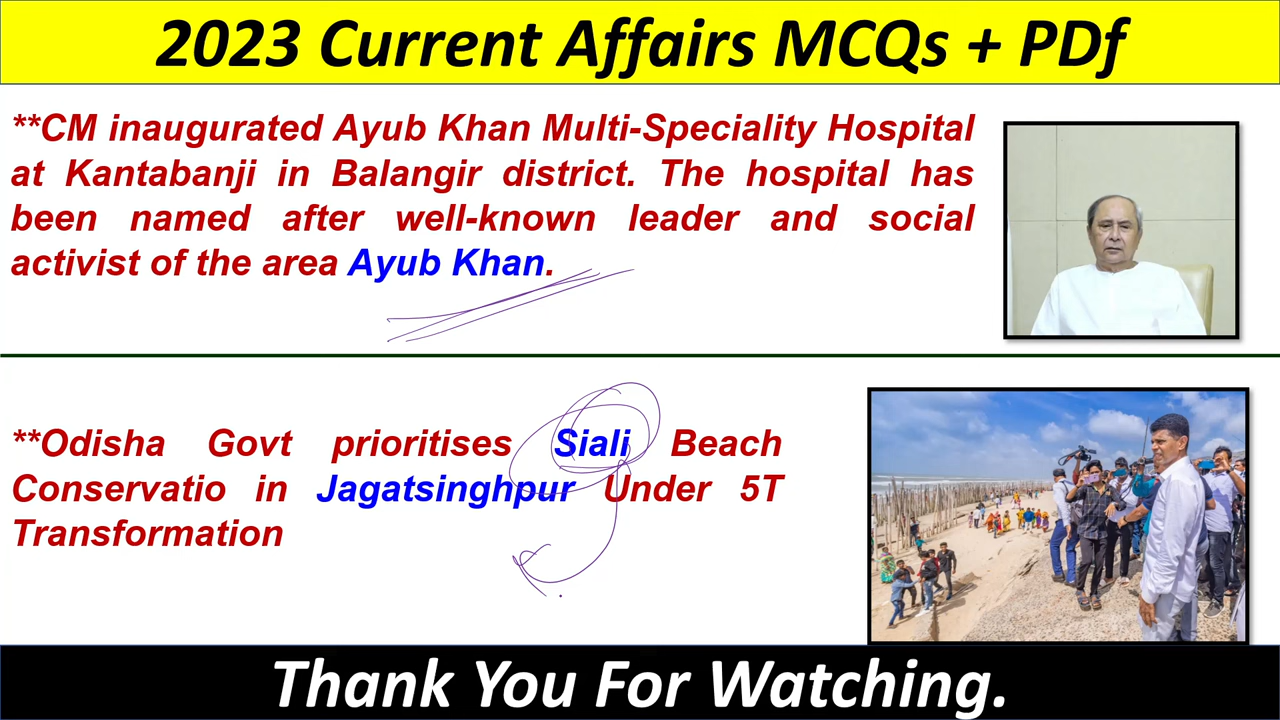 2023 Current Affairs MCQs + PDf
**CM inaugurated Ayub Khan Multi-Speciality Hospital
at Kantabanji in Balangir district. The hospital has
been named after well-known leader and social
activist of the area Ayub Khan.
**Odisha Govt prioritises Siali Beach
Conservatio in Jagatsinghpur Under 5T
Transformation
Thank You For Watching.